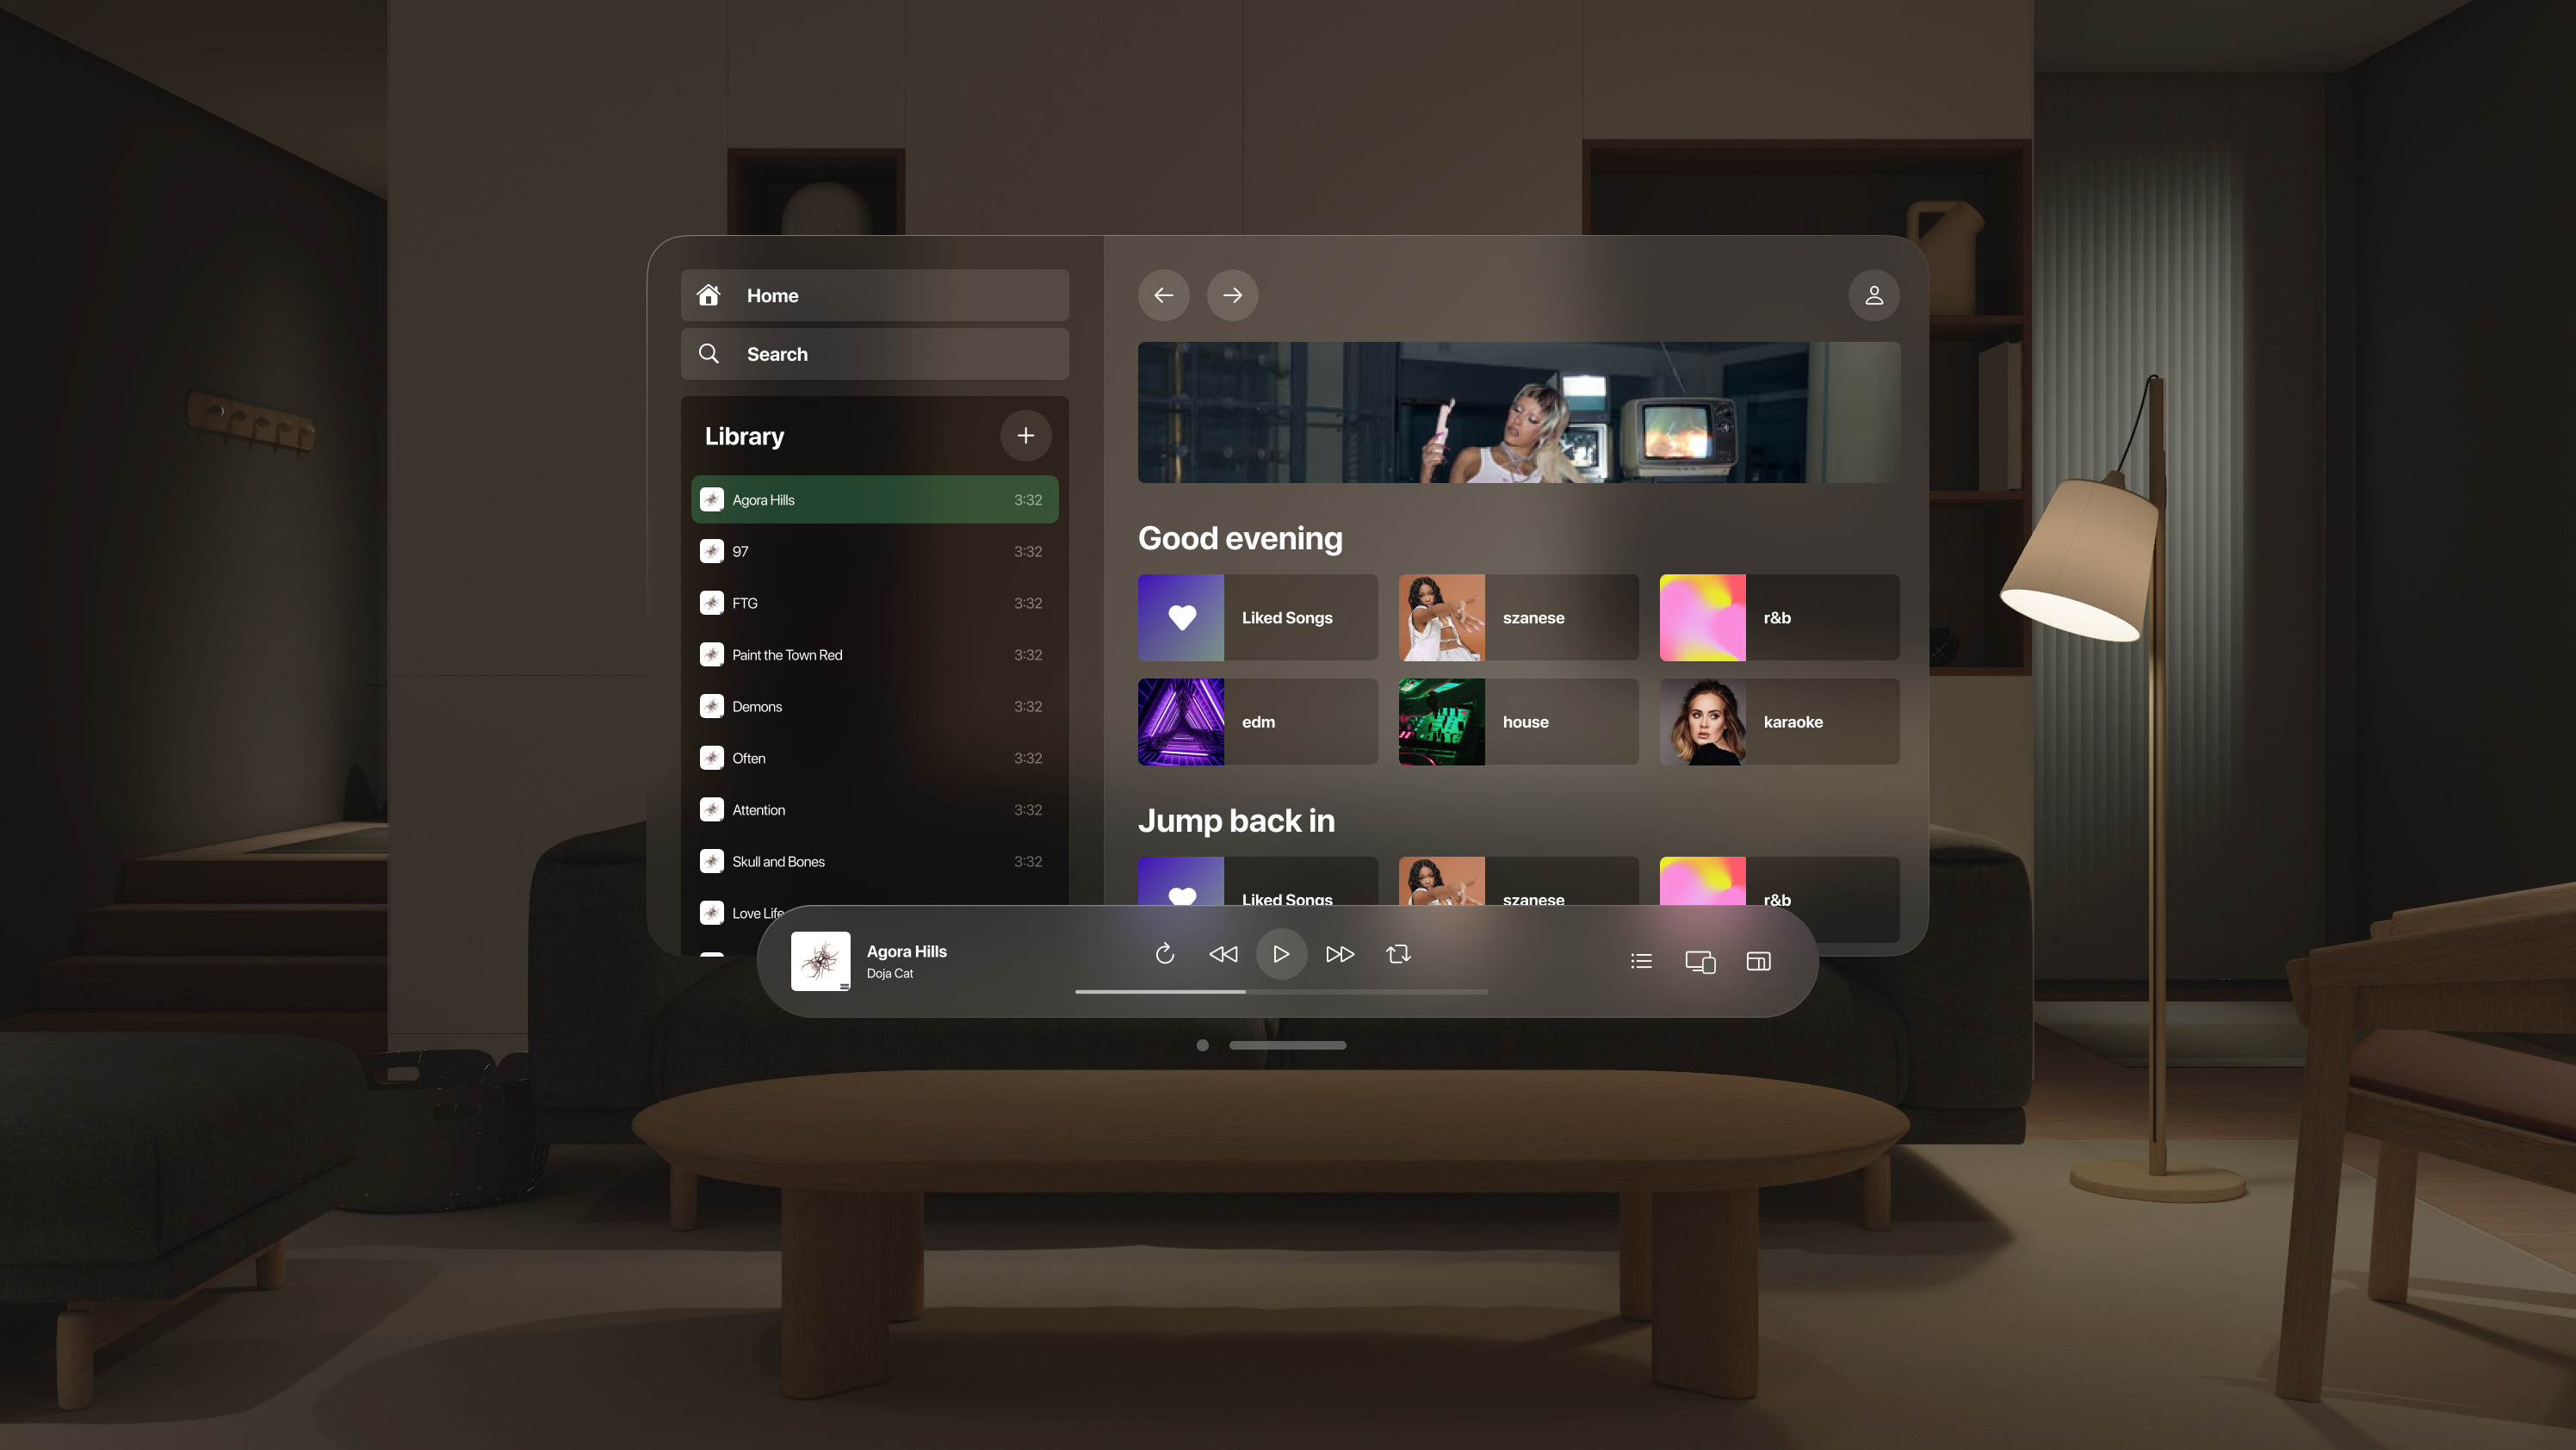 Home
Search
Library
Agora Hills 3:32
97 3:32
FTG 3:32
Paint the Town Red 3:32
Demons 3:32
Often 3:32
Attention 3:32
Skull and Bones 3:32
Love Life
Good evening
Liked Songs
szanese
r&b
edm
house
karaoke
Jump back in
Liked Songs
szanese
r&b
Agora Hills
Doja Cat